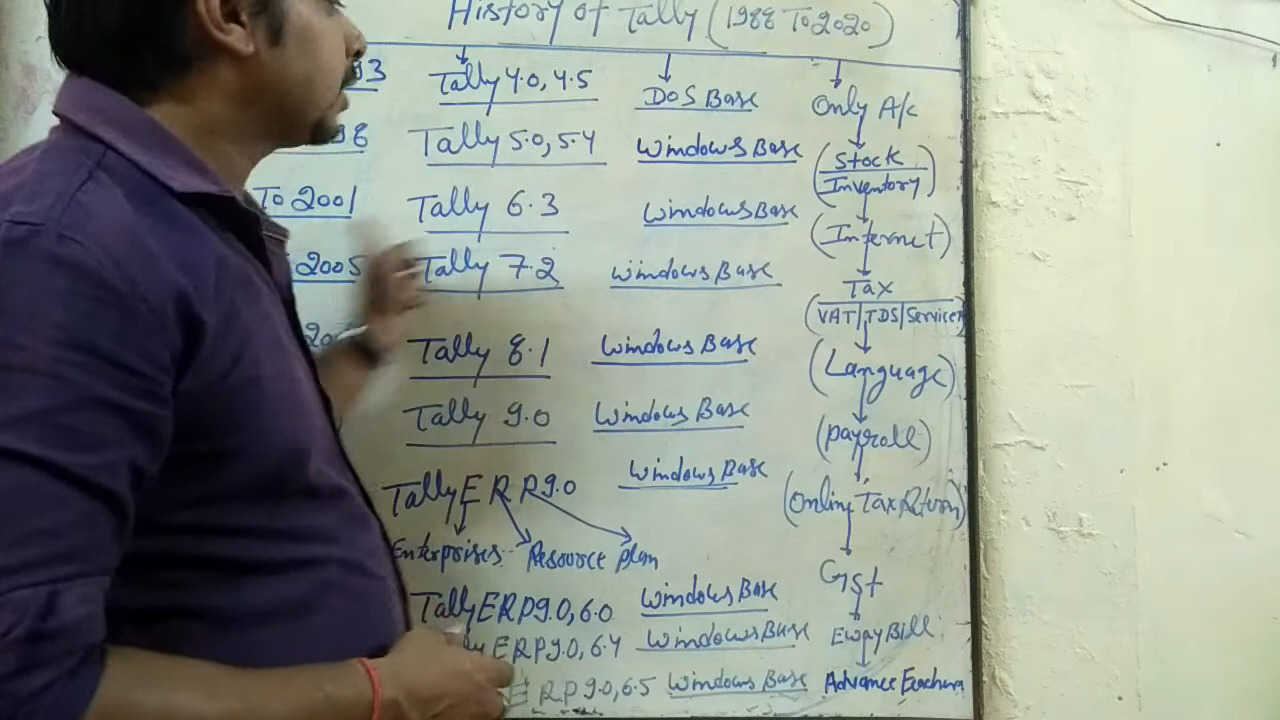 History of Tally (1988 To 2020)
93 Tally 4.0, 4.5 DOS Base Only A/c
98 Tally 5.0, 5.4 Windows Base (Stock
Inventory)
To 2001 Tally 6.3 Windows Base (Internet)
2005 Tally 7.2 Windows Base Tax
(VAT/TDS/Service)
Tally 8.1 Windows Base (Language)
Tally 9.0 Windows Base (Payroll)
Tally ERP 9.0 Windows Base (Online Tax Return)
Enterprises Resource Plan
Tally ERP 9.0, 6.0 Windows Base Gst
ERP 9.0, 6.4 Windows Base Eway Bill
ERP 9.0, 6.5 Windows Base Advance